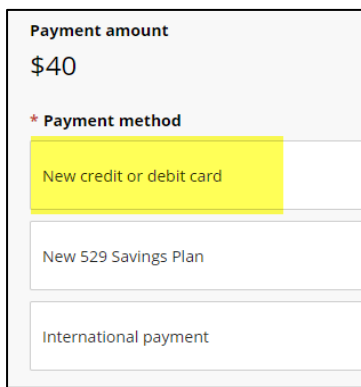 Payment amount
$40
* Payment method
New credit or debit card
New 529 Savings Plan
International payment